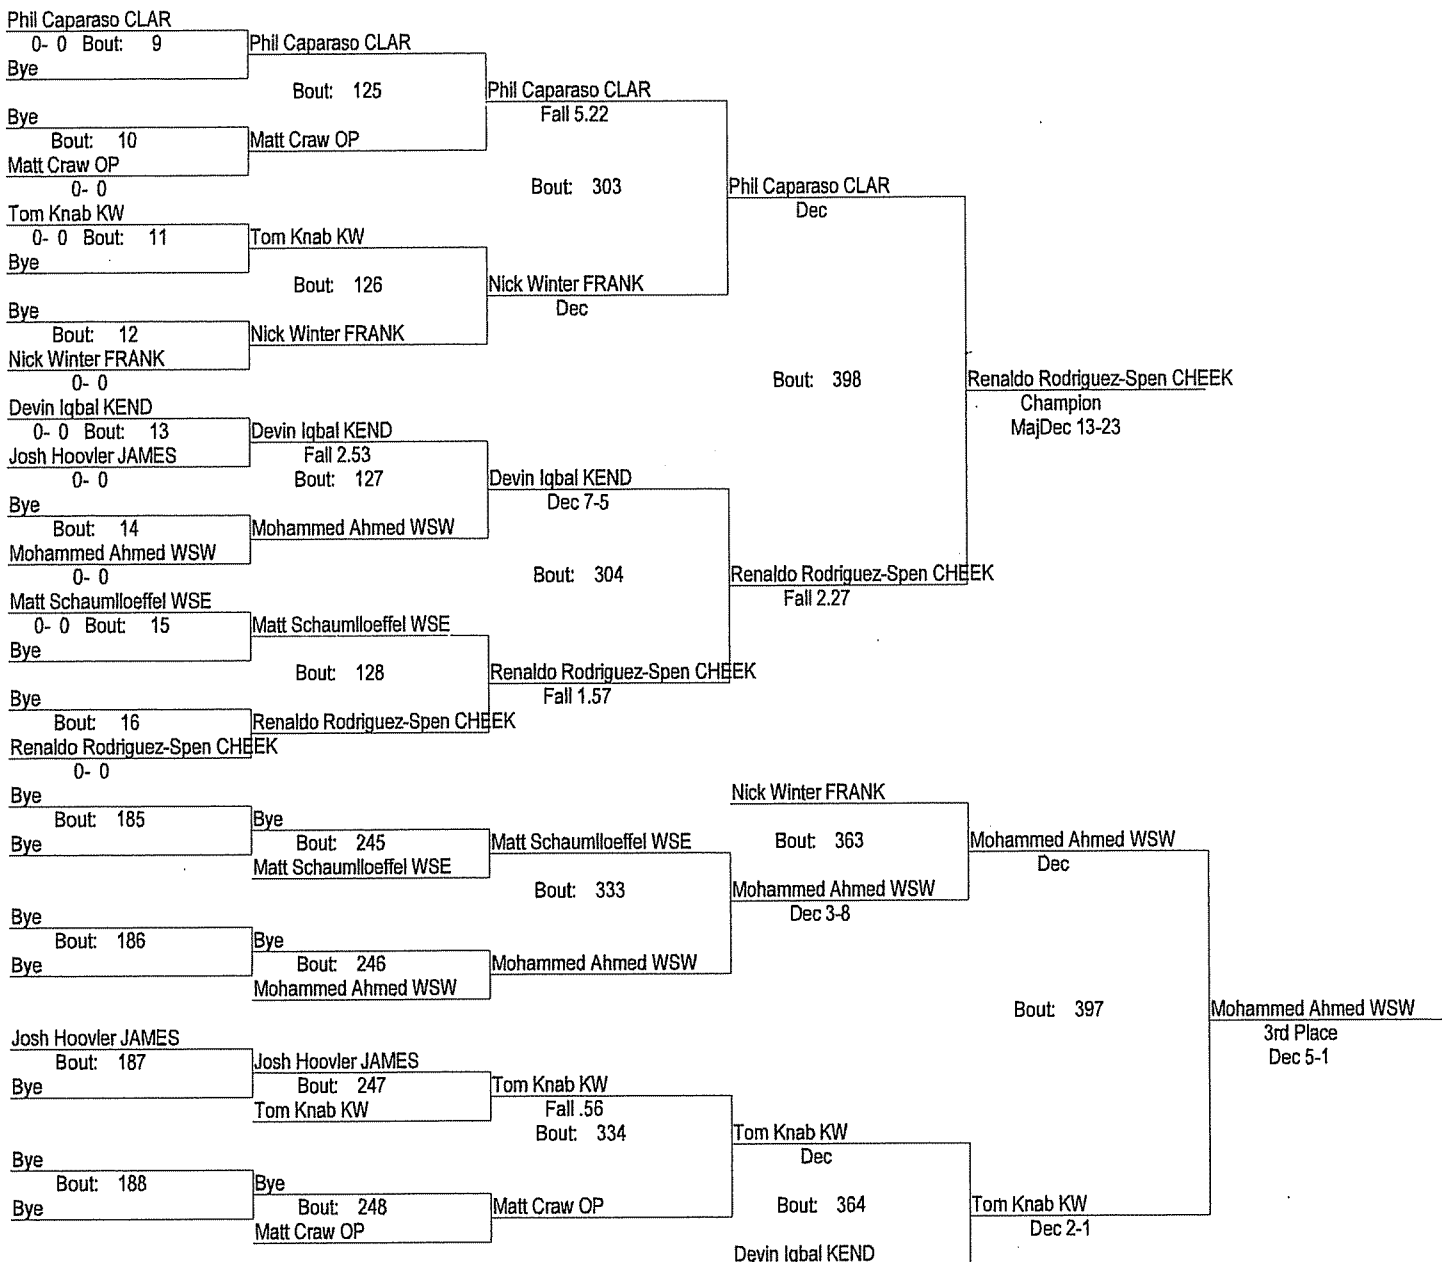 Phil Caparaso CLAR
0- 0 Bout: 9
Bye
Phil Caparaso CLAR
Bout: 125
Bye
Bout: 10
Matt Craw OP
0- 0
Matt Craw OP
Phil Caparaso CLAR
Fall 5.22
Bout: 303
Tom Knab KW
0- 0 Bout: 11
Bye
Tom Knab KW
Bout: 126
Bye
Bout: 12
Nick Winter FRANK
0- 0
Nick Winter FRANK
Nick Winter FRANK
Dec
Phil Caparaso CLAR
Dec
Bout: 398
Devin Iqbal KEND
0- 0 Bout: 13
Josh Hoovler JAMES
0- 0
Devin Iqbal KEND
Fall 2.53
Bout: 127
Bye
Bout: 14
Mohammed Ahmed WSW
0- 0
Mohammed Ahmed WSW
Devin Iqbal KEND
Dec 7-5
Bout: 304
Matt Schaumlloeffel WSE
0- 0 Bout: 15
Bye
Matt Schaumlloeffel WSE
Bout: 128
Bye
Bout: 16
Renaldo Rodriguez-Spen CHEEK
0- 0
Renaldo Rodriguez-Spen CHEEK
Renaldo Rodriguez-Spen CHEEK
Fall 1.57
Renaldo Rodriguez-Spen CHEEK
Fall 2.27
Renaldo Rodriguez-Spen CHEEK
Champion
MajDec 13-23
Bye
Bout: 185
Bye
Bye
Bout: 245
Matt Schaumlloeffel WSE
Matt Schaumlloeffel WSE
Bout: 333
Bye
Bout: 186
Bye
Bye
Bout: 246
Mohammed Ahmed WSW
Mohammed Ahmed WSW
Nick Winter FRANK
Bout: 363
Mohammed Ahmed WSW
Dec 3-8
Mohammed Ahmed WSW
Dec
Bout: 397
Josh Hoovler JAMES
Bout: 187
Bye
Josh Hoovler JAMES
Bout: 247
Tom Knab KW
Tom Knab KW
Fall .56
Bout: 334
Bye
Bout: 188
Bye
Bye
Bout: 248
Matt Craw OP
Matt Craw OP
Tom Knab KW
Dec
Bout: 364
Devin Iqbal KEND
Tom Knab KW
Dec 2-1
Mohammed Ahmed WSW
3rd Place
Dec 5-1